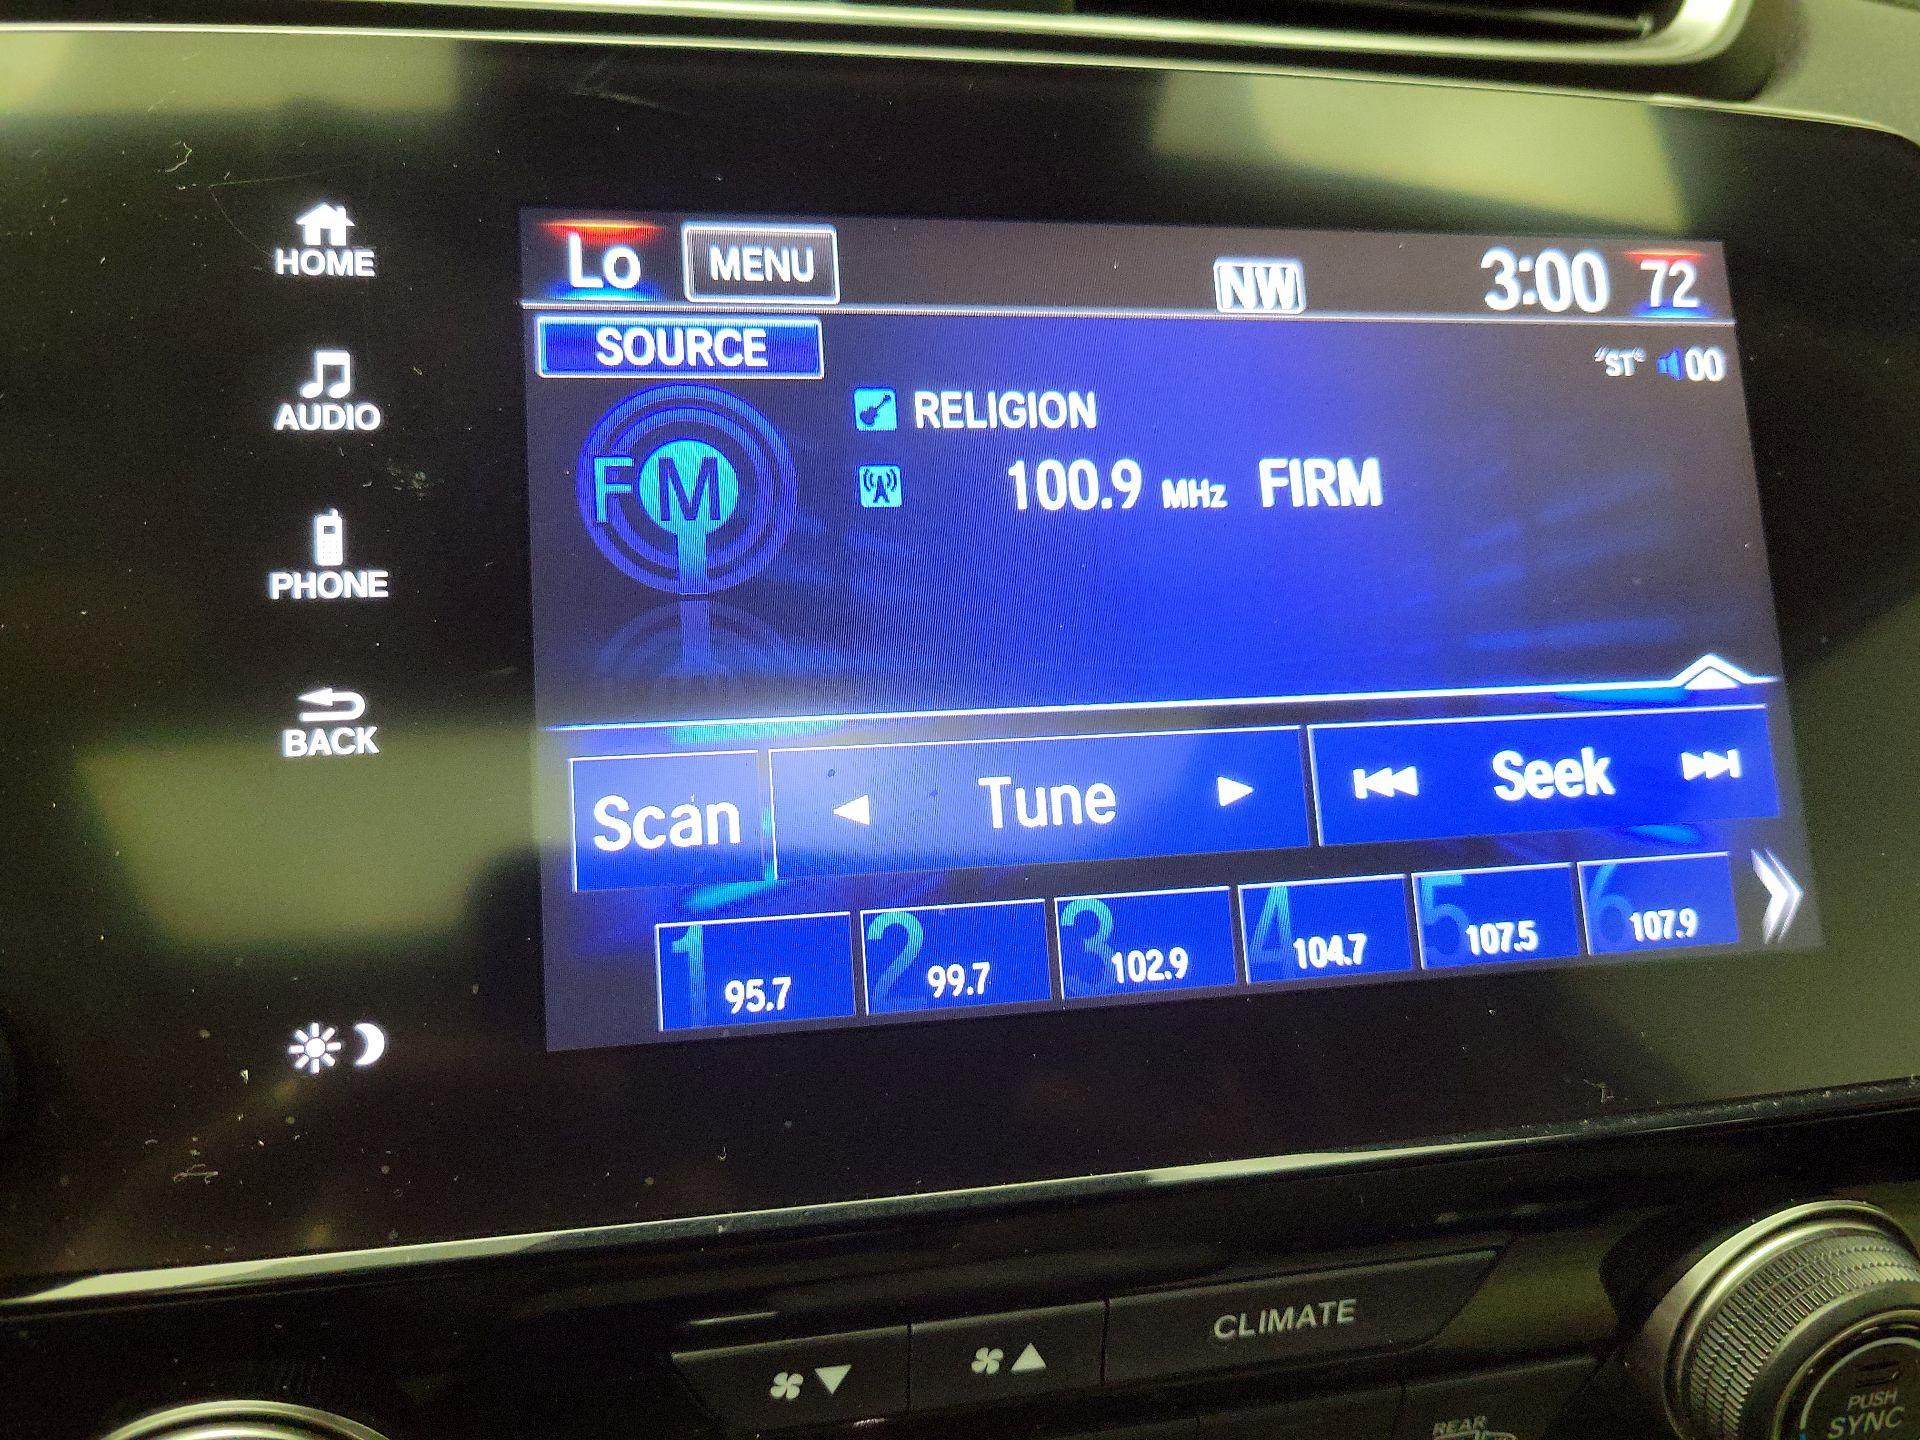 HOME
AUDIO
PHONE
BACK
Lo MENU NW 3:00 72
SOURCE
"ST" 00
RELIGION
FM
100.9 MHz FIRM
Scan Tune Seek
1 95.7
2 99.7
3 102.9
4 104.7
5 107.5
6 107.9
CLIMATE
PUSH
SYNC
REAR